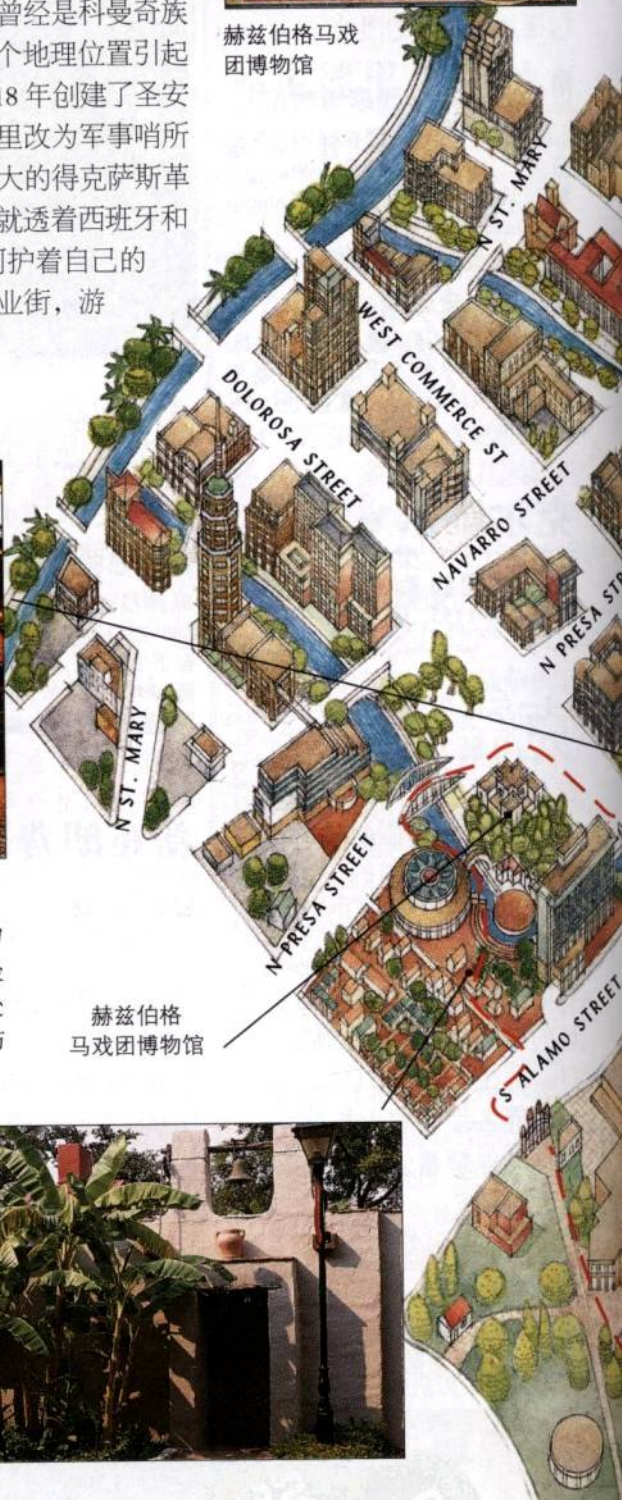 曾经是科曼奇族
个地理位置引起
18 年创建了圣安
里改为军事哨所
大的得克萨斯革
就透着西班牙和
护着自己的
业街，游
赫兹伯格马戏
团博物馆
N ST. MARY
WEST COMMERCE ST
DOLOROSA STREET
NAVARRO STREET
N PRESA STR
N ST. MARY
N PRESA STREET
赫兹伯格
马戏团博物馆
S ALAMO STREET